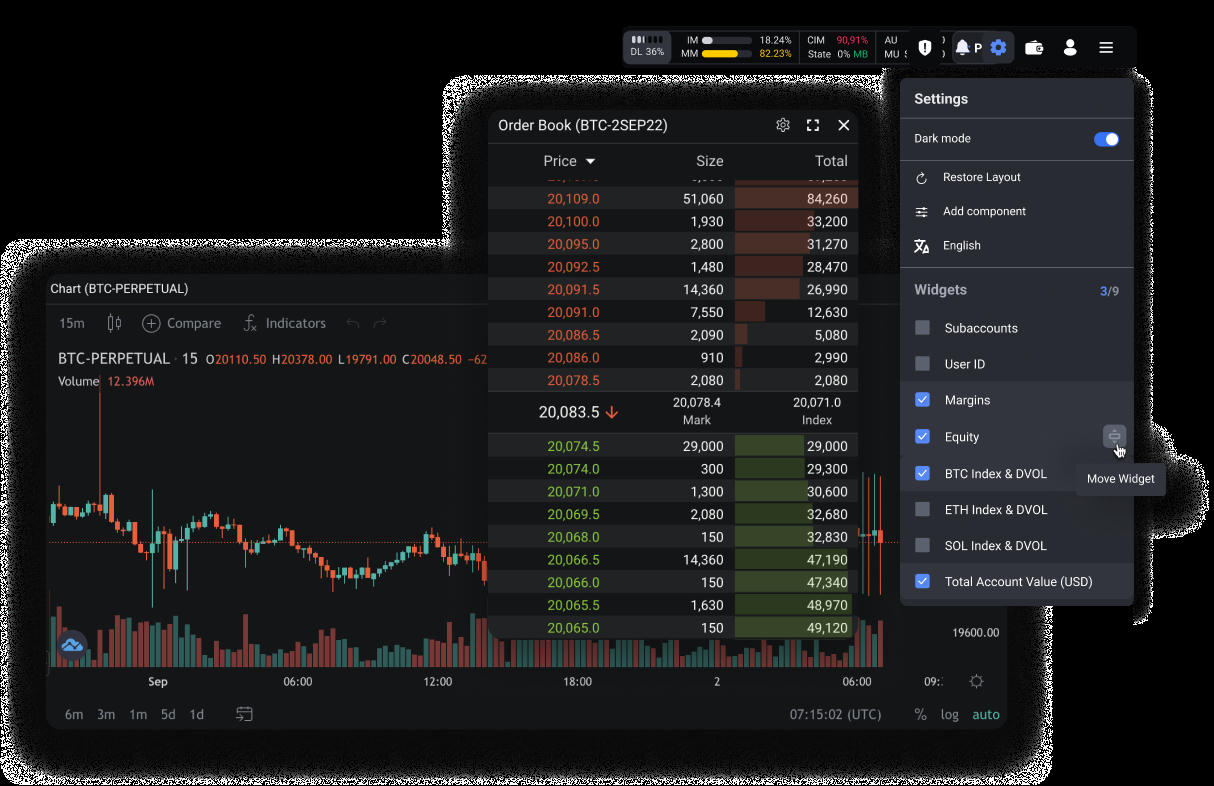 IM 18.24% CIM 90,91% AU
DL 36% MM 82.23% State 0% MB MU
P
Settings
Dark mode
Restore Layout
Add component
English
Widgets 3/9
Subaccounts
User ID
Margins
Equity
BTC Index & DVOL
Move Widget
ETH Index & DVOL
SOL Index & DVOL
Total Account Value (USD)
Order Book (BTC-2SEP22)
Price Size Total
20,109.0 51,060 84,260
20,100.0 1,930 33,200
20,095.0 2,800 31,270
20,092.5 1,480 28,470
20,091.5 14,360 26,990
20,091.0 7,550 12,630
20,086.5 2,090 5,080
20,086.0 910 2,990
20,078.5 2,080 2,080
20,083.5 20,078.4 20,071.0
Mark Index
20,074.5 29,000 29,000
20,074.0 300 29,300
20,071.0 1,300 30,600
20,069.5 2,080 32,680
20,068.0 150 32,830
20,066.5 14,360 47,190
20,066.0 150 47,340
20,065.5 1,630 48,970
20,065.0 150 49,120
Chart (BTC-PERPETUAL)
15m Compare Indicators
BTC-PERPETUAL · 15 O20110.50 H20378.00 L19791.00 C20048.50 −62
Volume 12.396M
19600.00
Sep 06:00 12:00 18:00 2 06:00 09:
6m 3m 1m 5d 1d 07:15:02 (UTC) % log auto